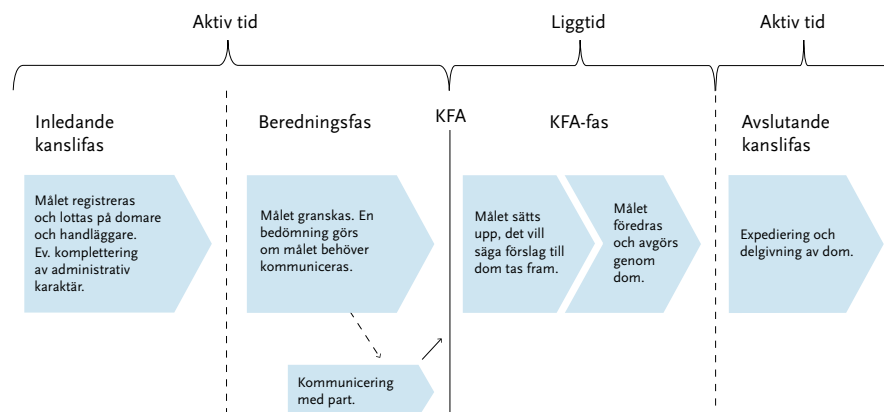 Aktiv tid
Liggtid
Aktiv tid
Inledande
kanslifas
Beredningsfas
KFA
KFA-fas
Avslutande
kanslifas
Målet registreras
och lottas på domare
och handläggare.
Ev. komplettering
av administrativ
karaktär.
Målet granskas. En
bedömning görs
om målet behöver
kommuniceras.
Målet sätts
upp, det vill
säga förslag till
dom tas fram.
Målet
föredras
och avgörs
genom
dom.
Expediering och
delgivning av dom.
Kommunicering
med part.